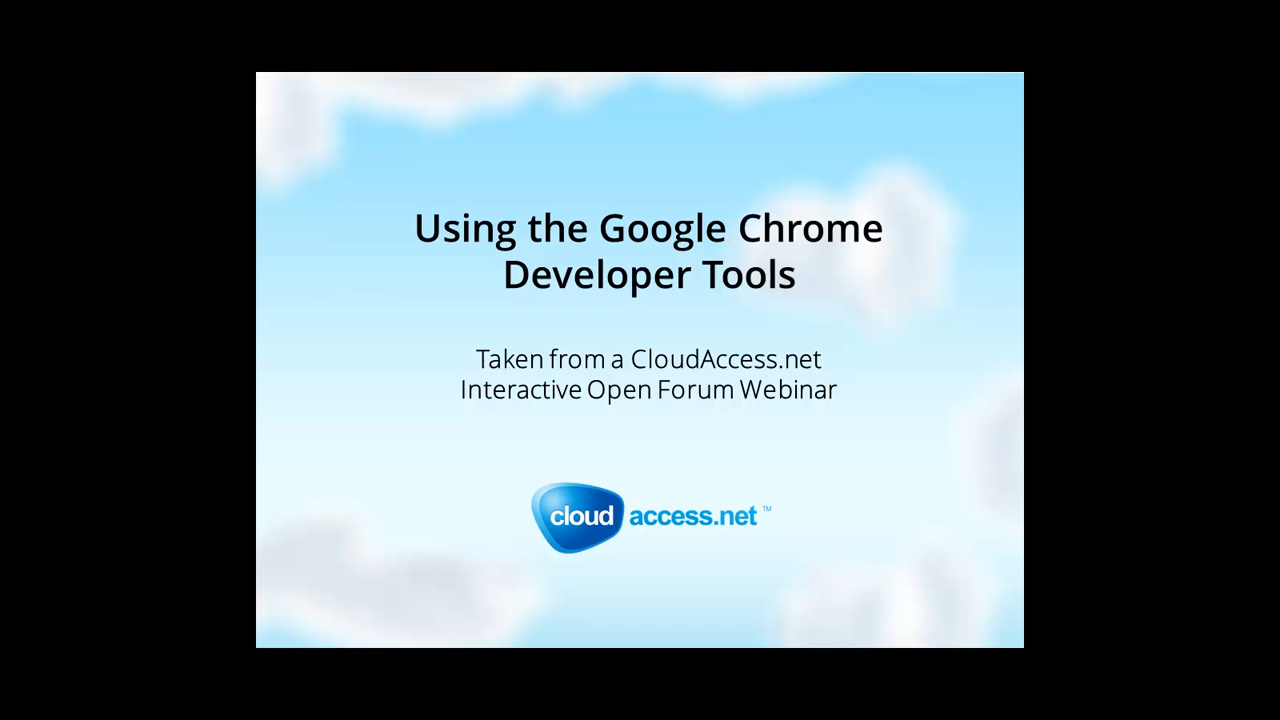 Using the Google Chrome
Developer Tools
Taken from a CloudAccess.net
Interactive Open Forum Webinar
cloud access.net ™